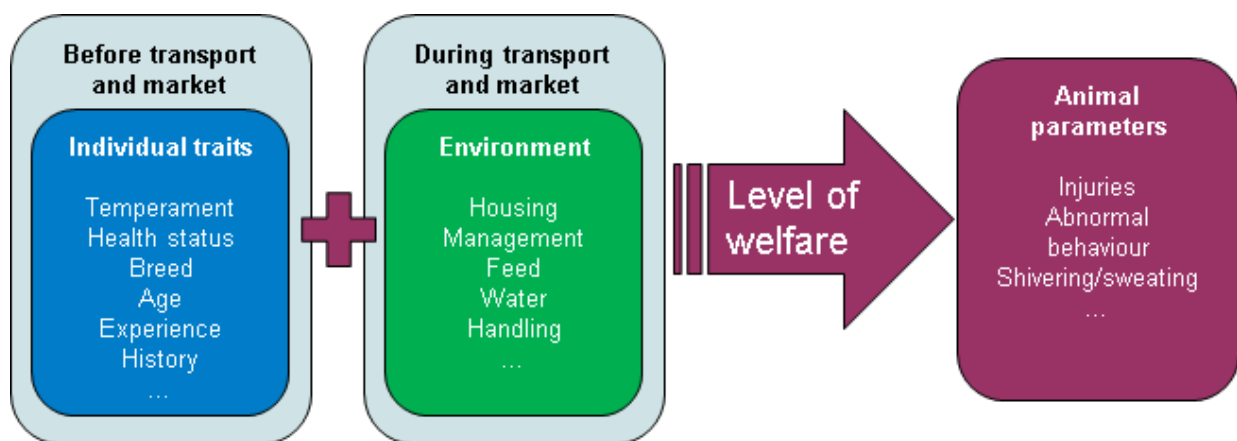 Before transport
and market
Individual traits
Temperament
Health status
Breed
Age
Experience
History
...
During transport
and market
Environment
Housing
Management
Feed
Water
Handling
...
Level of
welfare
Animal
parameters
Injuries
Abnormal
behaviour
Shivering/sweating
...